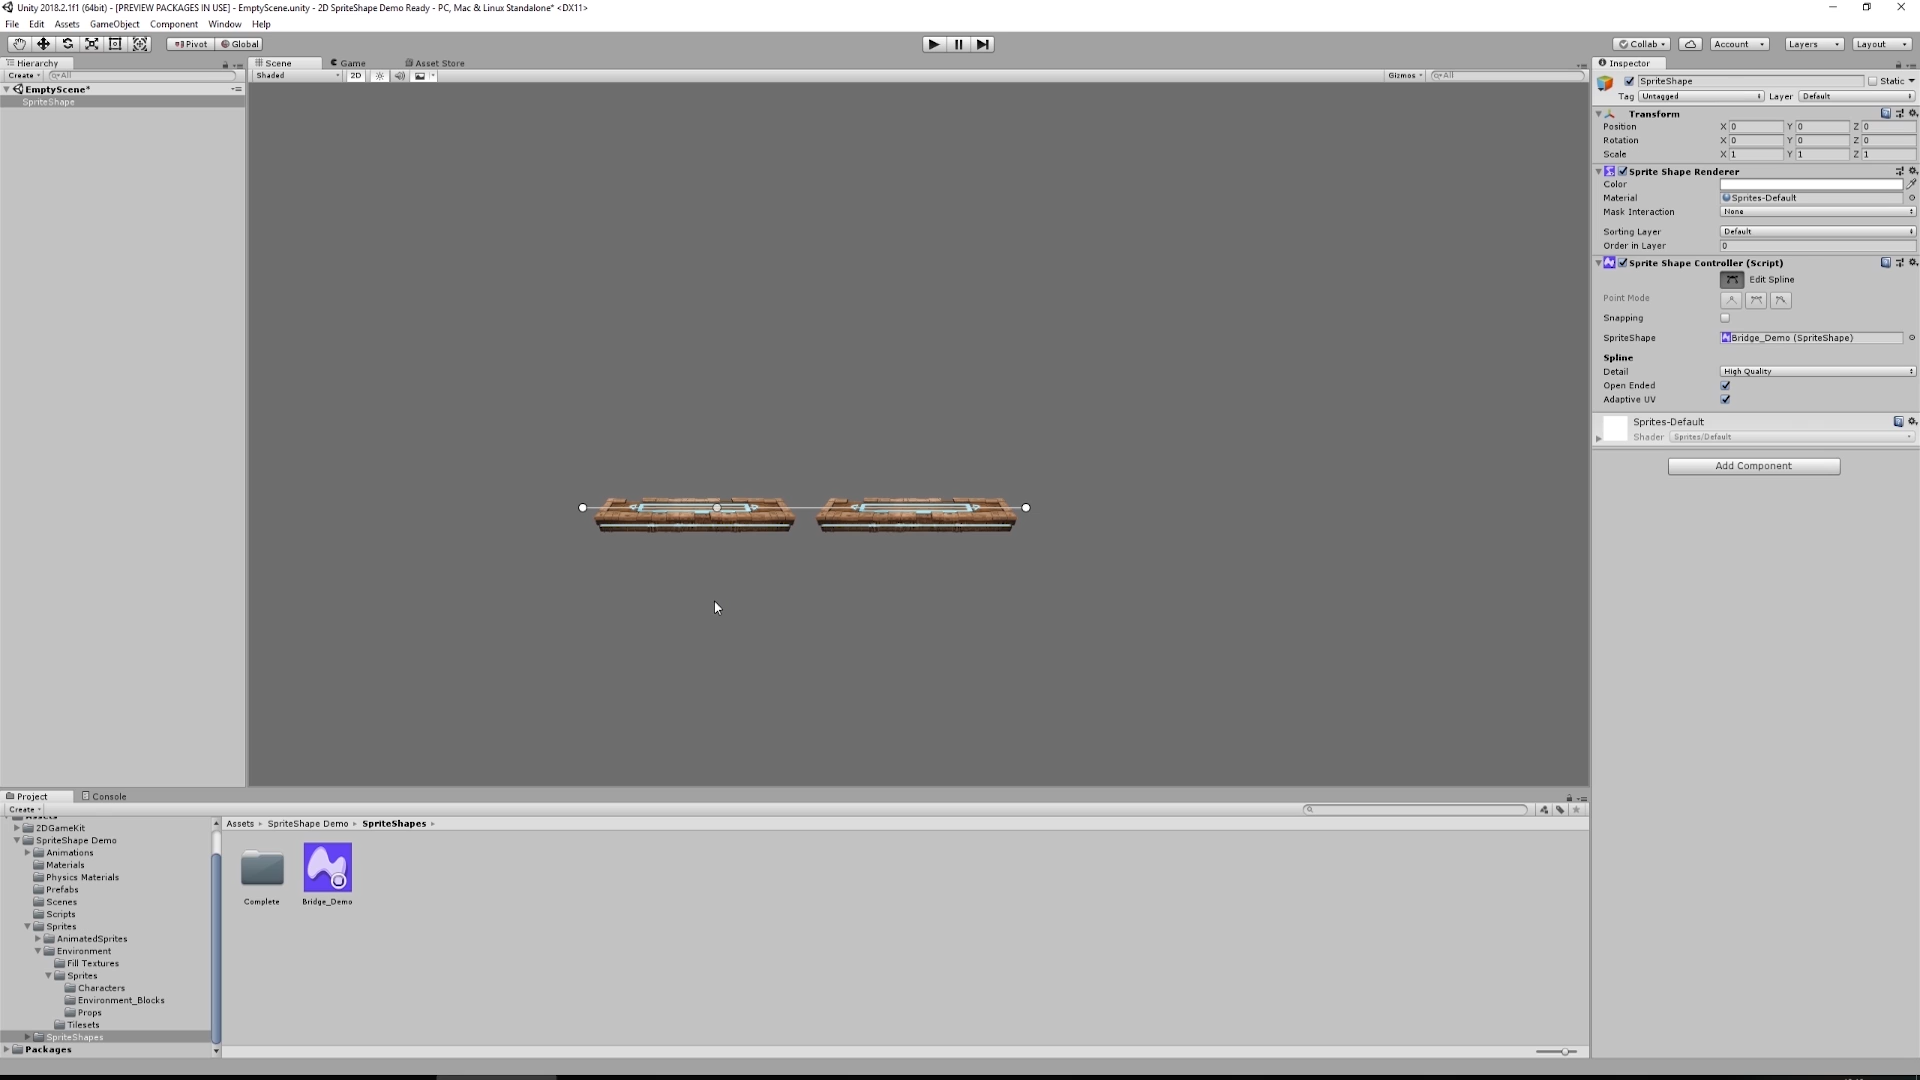 Unity 2018.2.1f1 (64bit) - [PREVIEW PACKAGES IN USE] - EmptyScene.unity - 2D SpriteShape Demo Ready - PC, Mac & Linux Standalone* <DX11>
File Edit Assets GameObject Component Window Help
Pivot Global Collab Account Layers Layout
Hierarchy
Create All
EmptyScene*
SpriteShape
Scene Game Asset Store
Shaded 2D Gizmos All
Inspector
SpriteShape Static
Tag Untagged Layer Default
Transform
Position X 0 Y 0 Z 0
Rotation X 0 Y 0 Z 0
Scale X 1 Y 1 Z 1
Sprite Shape Renderer
Color
Material Sprites-Default
Mask Interaction None
Sorting Layer Default
Order in Layer 0
Sprite Shape Controller (Script)
Edit Spline
Point Mode
Snapping
SpriteShape Bridge_Demo (SpriteShape)
Spline
Detail High Quality
Open Ended
Adaptive UV
Sprites-Default
Shader Sprites/Default
Add Component
Project Console
Create
Assets
2DGameKit
SpriteShape Demo
Animations
Materials
Physics Materials
Prefabs
Scenes
Scripts
Sprites
AnimatedSprites
Environment
Fill Textures
Sprites
Characters
Environment_Blocks
Props
Tilesets
SpriteShapes
Packages
Assets SpriteShape Demo SpriteShapes
Complete Bridge_Demo